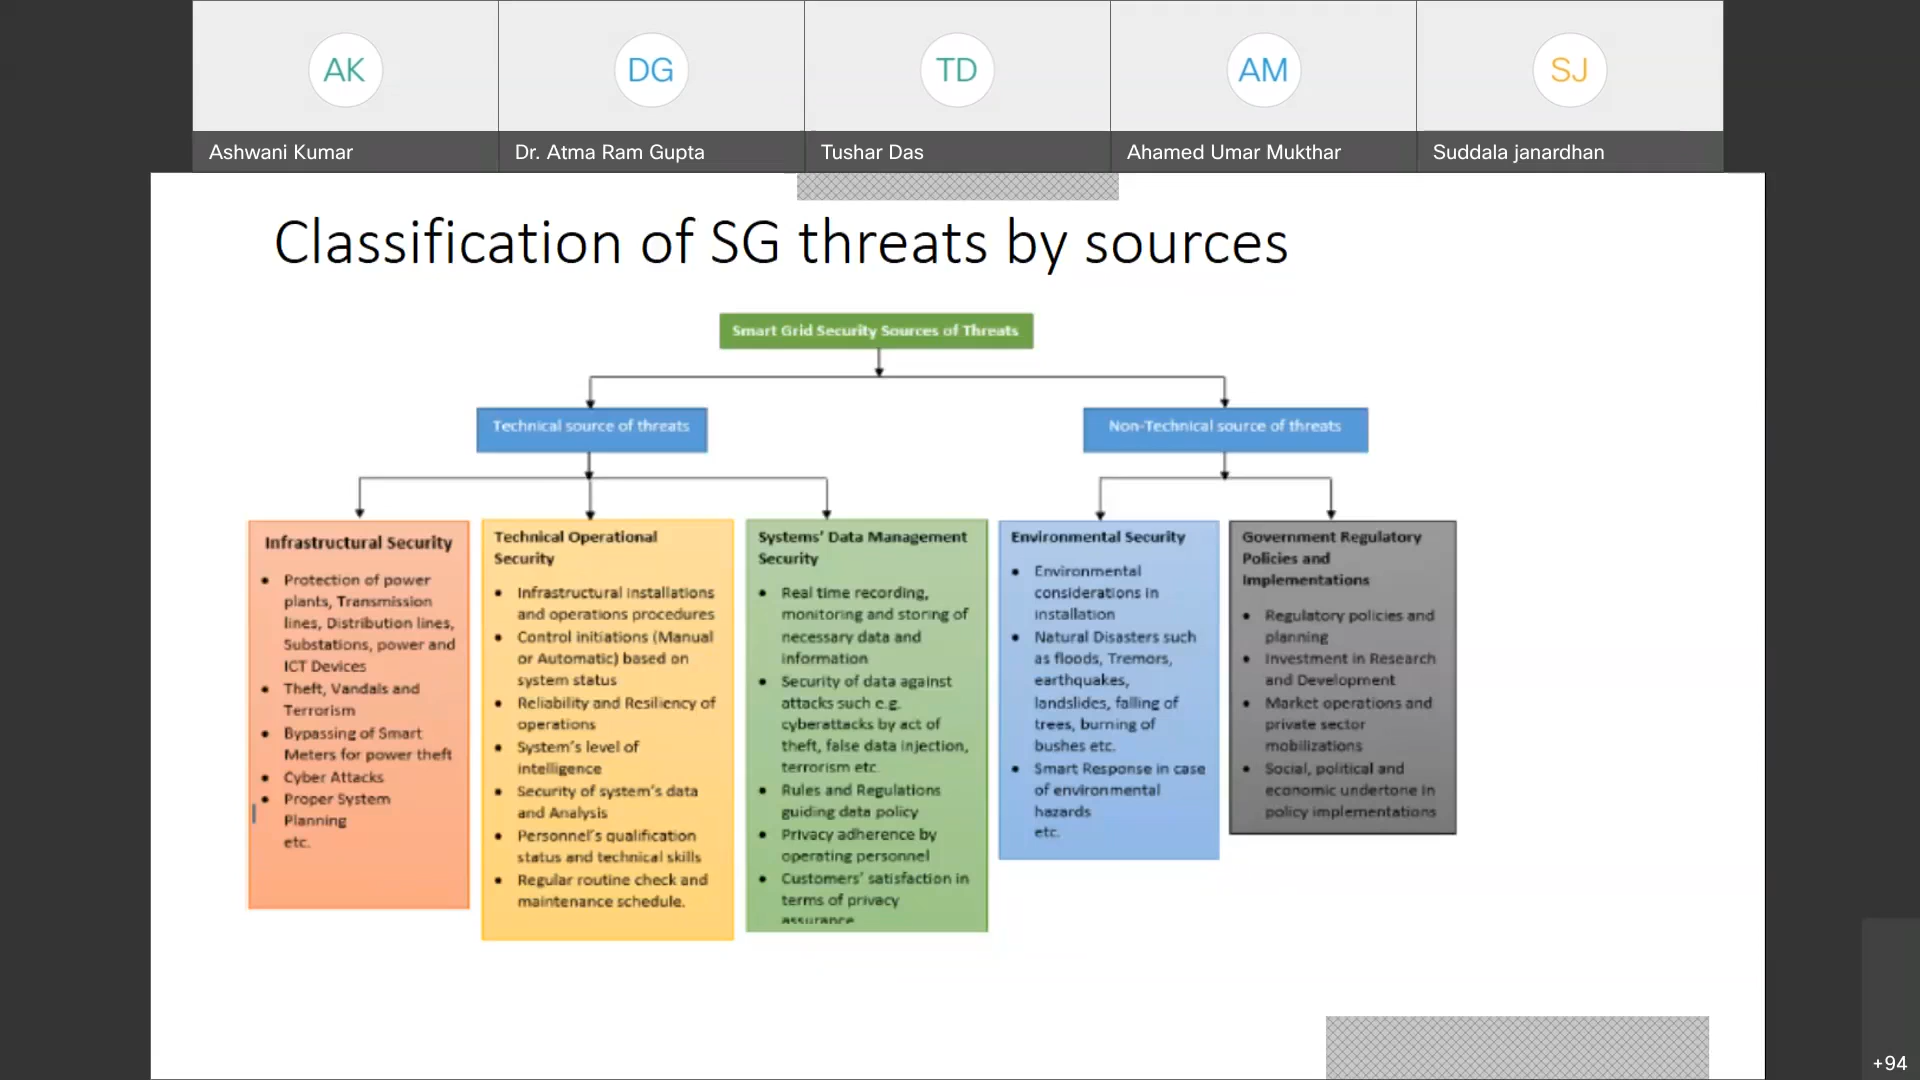 AK
DG
TD
AM
SJ
Ashwani Kumar
Dr. Atma Ram Gupta
Tushar Das
Ahamed Umar Mukthar
Suddala janardhan
Classification of SG threats by sources
Smart Grid Security Sources of Threats
Technical source of threats
Non-Technical source of threats
Infrastructural Security
• Protection of power
plants, Transmission
lines, Distribution lines,
Substations, power and
ICT Devices
• Theft, Vandals and
Terrorism
• Bypassing of Smart
Meters for power theft
• Cyber Attacks
• Proper System
Planning
etc.
Technical Operational
Security
• Infrastructural installations
and operations procedures
• Control initiations (Manual
or Automatic) based on
system status
• Reliability and Resiliency of
operations
• System's level of
intelligence
• Security of system's data
and Analysis
• Personnel's qualification
status and technical skills
• Regular routine check and
maintenance schedule.
Systems' Data Management
Security
• Real time recording,
monitoring and storing of
necessary data and
information
• Security of data against
attacks such e.g.
cyberattacks by act of
theft, false data injection,
terrorism etc.
• Rules and Regulations
guiding data policy
• Privacy adherence by
operating personnel
• Customers' satisfaction in
terms of privacy
assurance
Environmental Security
• Environmental
considerations in
installation
• Natural Disasters such
as floods, Tremors,
earthquakes,
landslides, falling of
trees, burning of
bushes etc.
• Smart Response in case
of environmental
hazards
etc.
Government Regulatory
Policies and
Implementations
• Regulatory policies and
planning
• Investment in Research
and Development
• Market operations and
private sector
mobilizations
• Social, political and
economic undertone in
policy implementations
+94